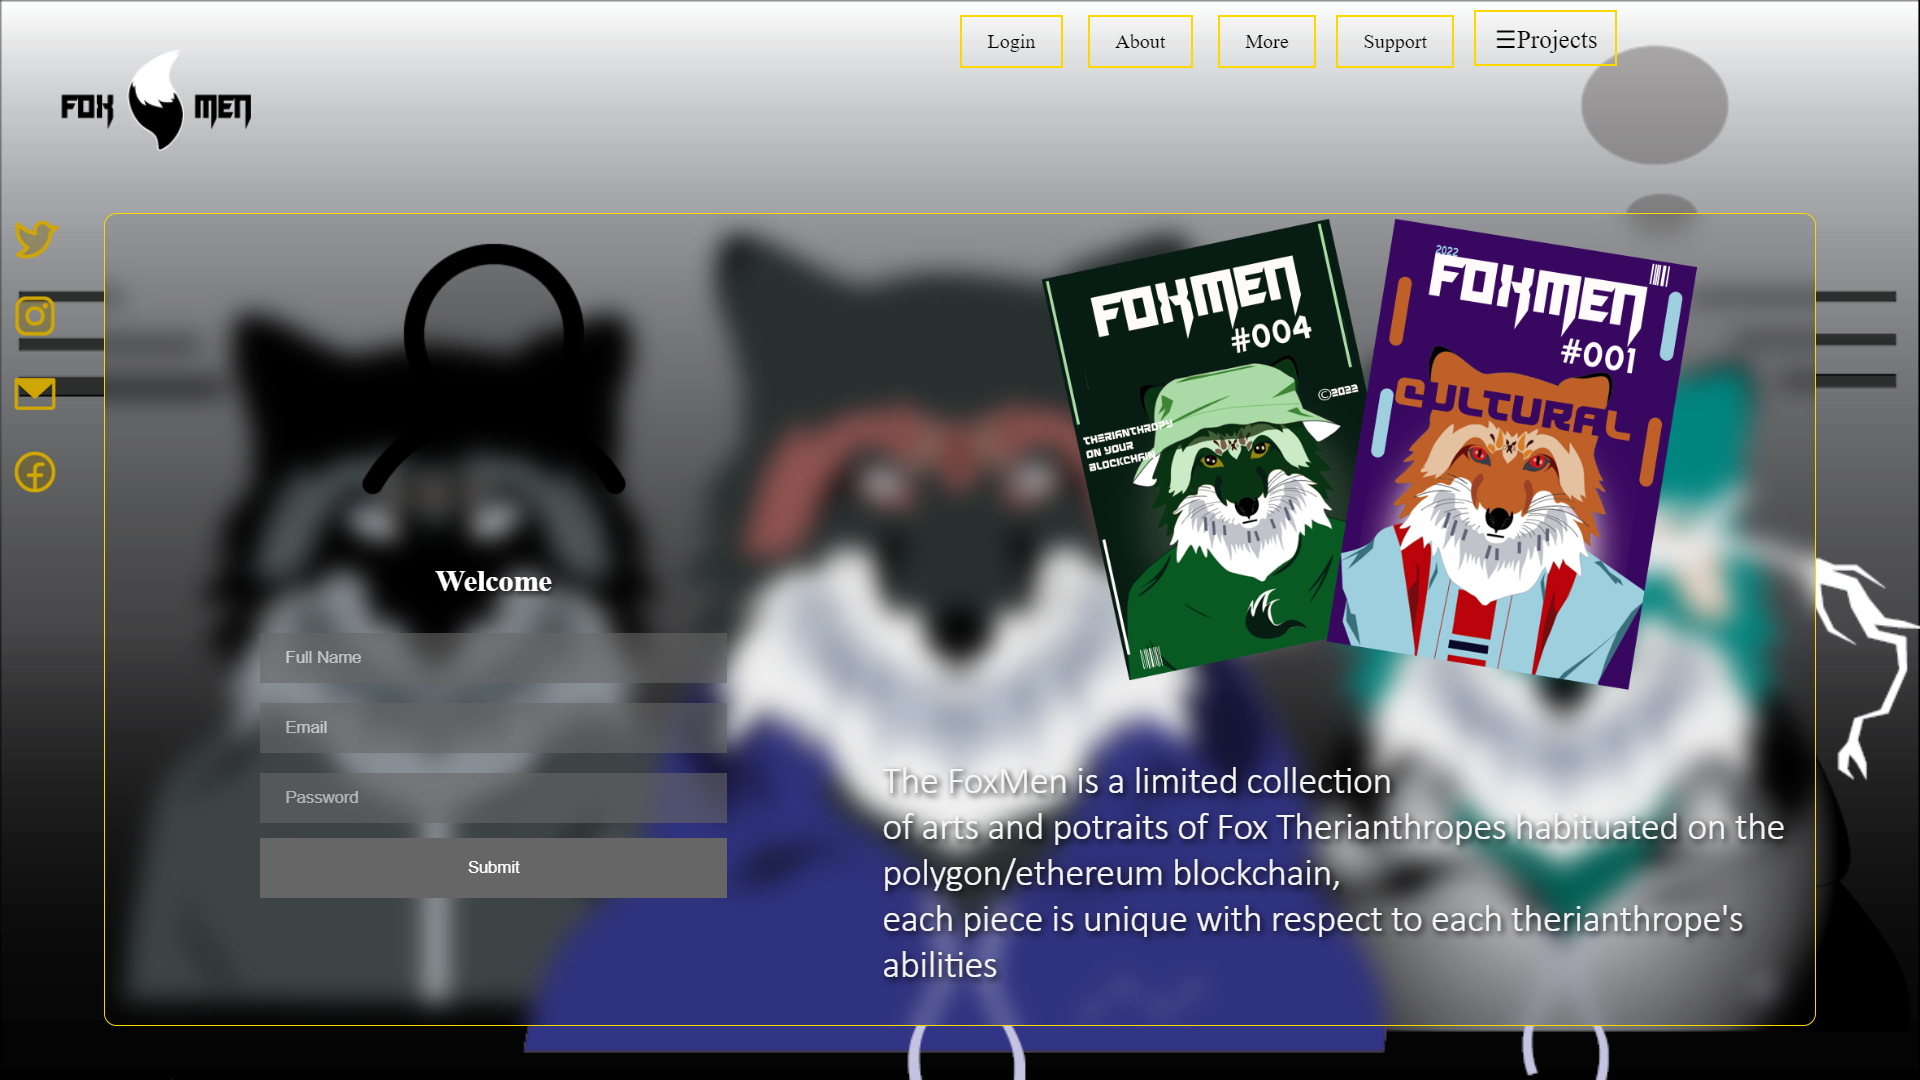 Login
About
More
Support
☰Projects
FOX MEN
2022
FOXMEN
#004
©2022
THERIANTHROPY
ON YOUR
BLOCKCHAIN
FOXMEN
#001
CULTURAL
Welcome
Full Name
Email
Password
Submit
The FoxMen is a limited collection
of arts and potraits of Fox Therianthropes habituated on the
polygon/ethereum blockchain,
each piece is unique with respect to each therianthrope's
abilities